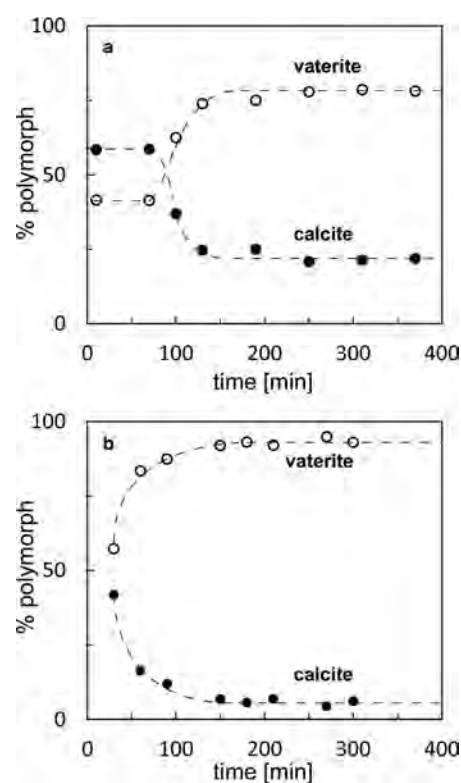 100
a
vaterite
% polymorph
50
calcite
0
0 100 200 300 400
time [min]
100
b
vaterite
% polymorph
50
calcite
0
0 100 200 300 400
time [min]